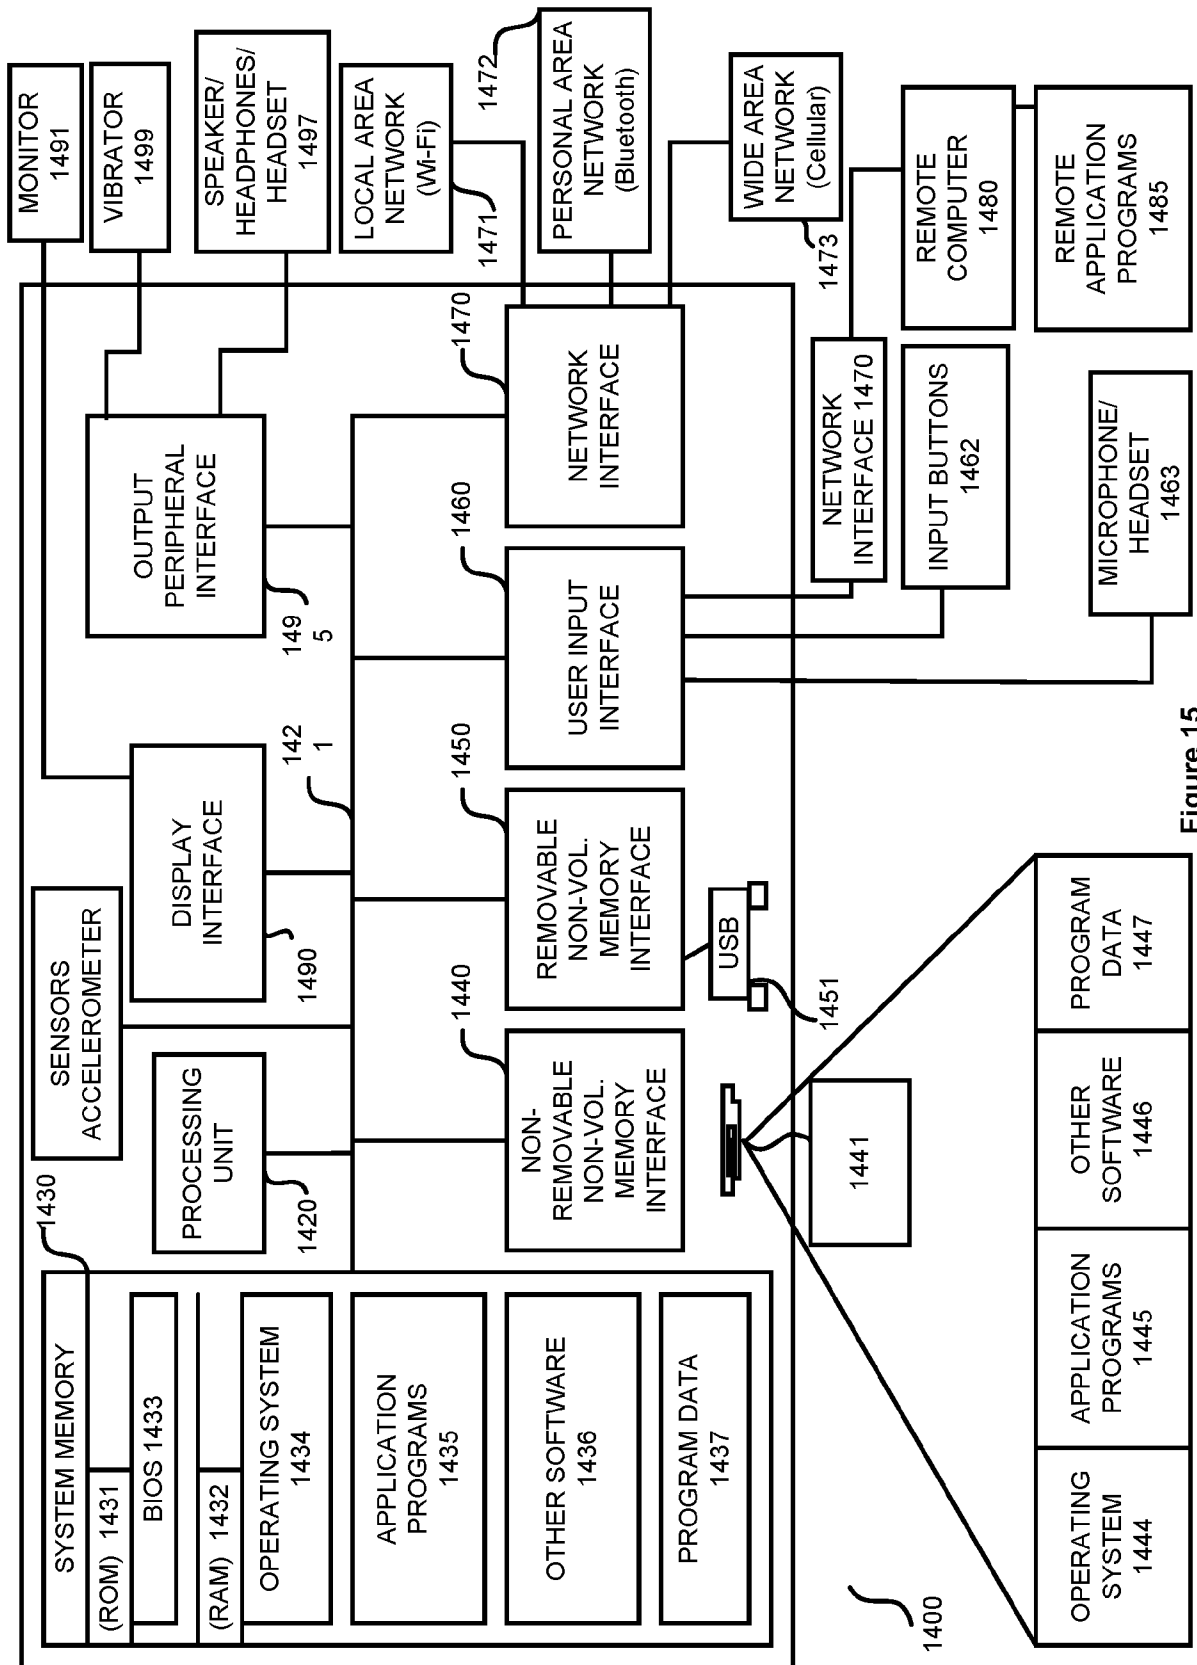 SYSTEM MEMORY
(ROM) 1431
BIOS 1433
(RAM) 1432
OPERATING SYSTEM
1434
APPLICATION
PROGRAMS
1435
OTHER SOFTWARE
1436
PROGRAM DATA
1437
1430
PROCESSING
UNIT
1420
SENSORS
ACCELEROMETER
DISPLAY
INTERFACE
1490
142
1
OUTPUT
PERIPHERAL
INTERFACE
149
5
MONITOR
1491
VIBRATOR
1499
SPEAKER/
HEADPHONES/
HEADSET
1497
NON-
REMOVABLE
NON-VOL.
MEMORY
INTERFACE
1440
REMOVABLE
NON-VOL.
MEMORY
INTERFACE
1450
USER INPUT
INTERFACE
1460
NETWORK
INTERFACE
1470
LOCAL AREA
NETWORK
(Wi-Fi)
1471
PERSONAL AREA
NETWORK
(Bluetooth)
1472
WIDE AREA
NETWORK
(Cellular)
1473
USB
1451
1441
NETWORK
INTERFACE 1470
REMOTE
COMPUTER
1480
REMOTE
APPLICATION
PROGRAMS
1485
INPUT BUTTONS
1462
MICROPHONE/
HEADSET
1463
1400
OPERATING
SYSTEM
1444
APPLICATION
PROGRAMS
1445
OTHER
SOFTWARE
1446
PROGRAM
DATA
1447
Figure 15